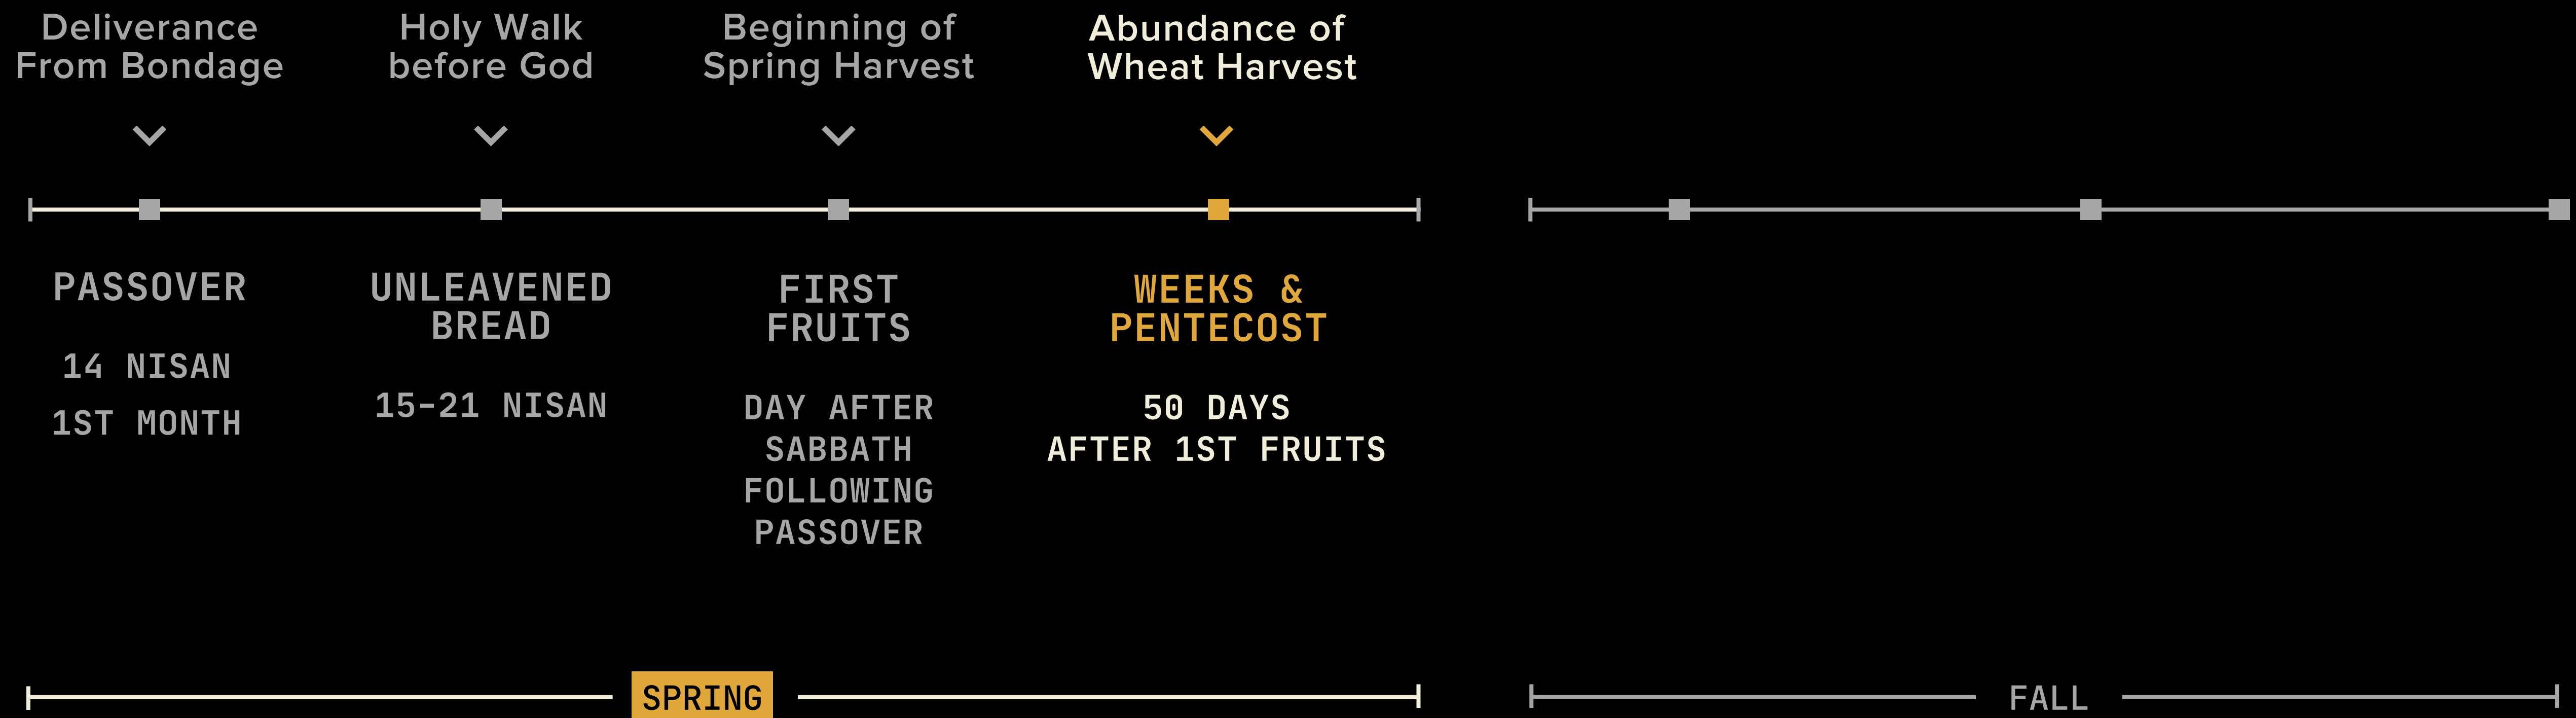 Deliverance
From Bondage
Holy Walk
before God
Beginning of
Spring Harvest
Abundance of
Wheat Harvest
PASSOVER
14 NISAN
1ST MONTH
UNLEAVENED
BREAD
15-21 NISAN
FIRST
FRUITS
DAY AFTER
SABBATH
FOLLOWING
PASSOVER
WEEKS &
PENTECOST
50 DAYS
AFTER 1ST FRUITS
SPRING
FALL